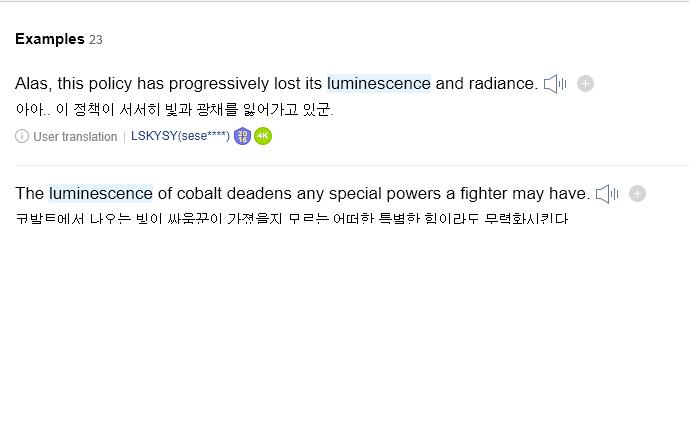 Examples 23
Alas, this policy has progressively lost its luminescence and radiance.
아아.. 이 정책이 서서히 빛과 광채를 잃어가고 있군.
User translation | LSKYSY(sese****) 2016 4K
The luminescence of cobalt deadens any special powers a fighter may have.
코발트에서 나오는 빛이 싸움꾼이 가졌을지 모르는 어떠한 특별한 힘이라도 무력화시킨다